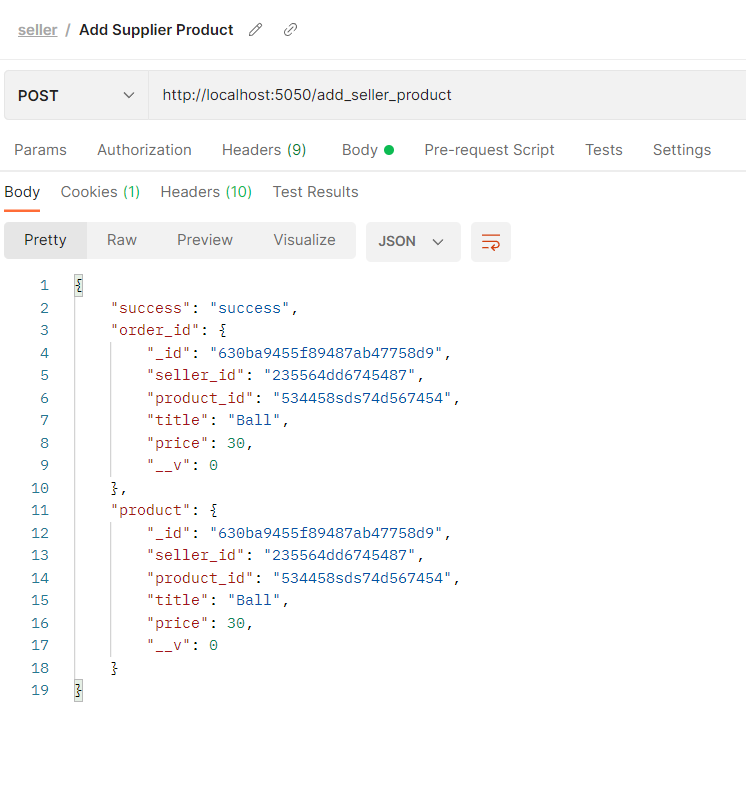 seller / Add Supplier Product
POST http://localhost:5050/add_seller_product
Params Authorization Headers (9) Body Pre-request Script Tests Settings
Body Cookies (1) Headers (10) Test Results
Pretty Raw Preview Visualize JSON
1 {
2 "success": "success",
3 "order_id": {
4 "_id": "630ba9455f89487ab47758d9",
5 "seller_id": "235564dd6745487",
6 "product_id": "534458sds74d567454",
7 "title": "Ball",
8 "price": 30,
9 "__v": 0
10 },
11 "product": {
12 "_id": "630ba9455f89487ab47758d9",
13 "seller_id": "235564dd6745487",
14 "product_id": "534458sds74d567454",
15 "title": "Ball",
16 "price": 30,
17 "__v": 0
18 }
19 }